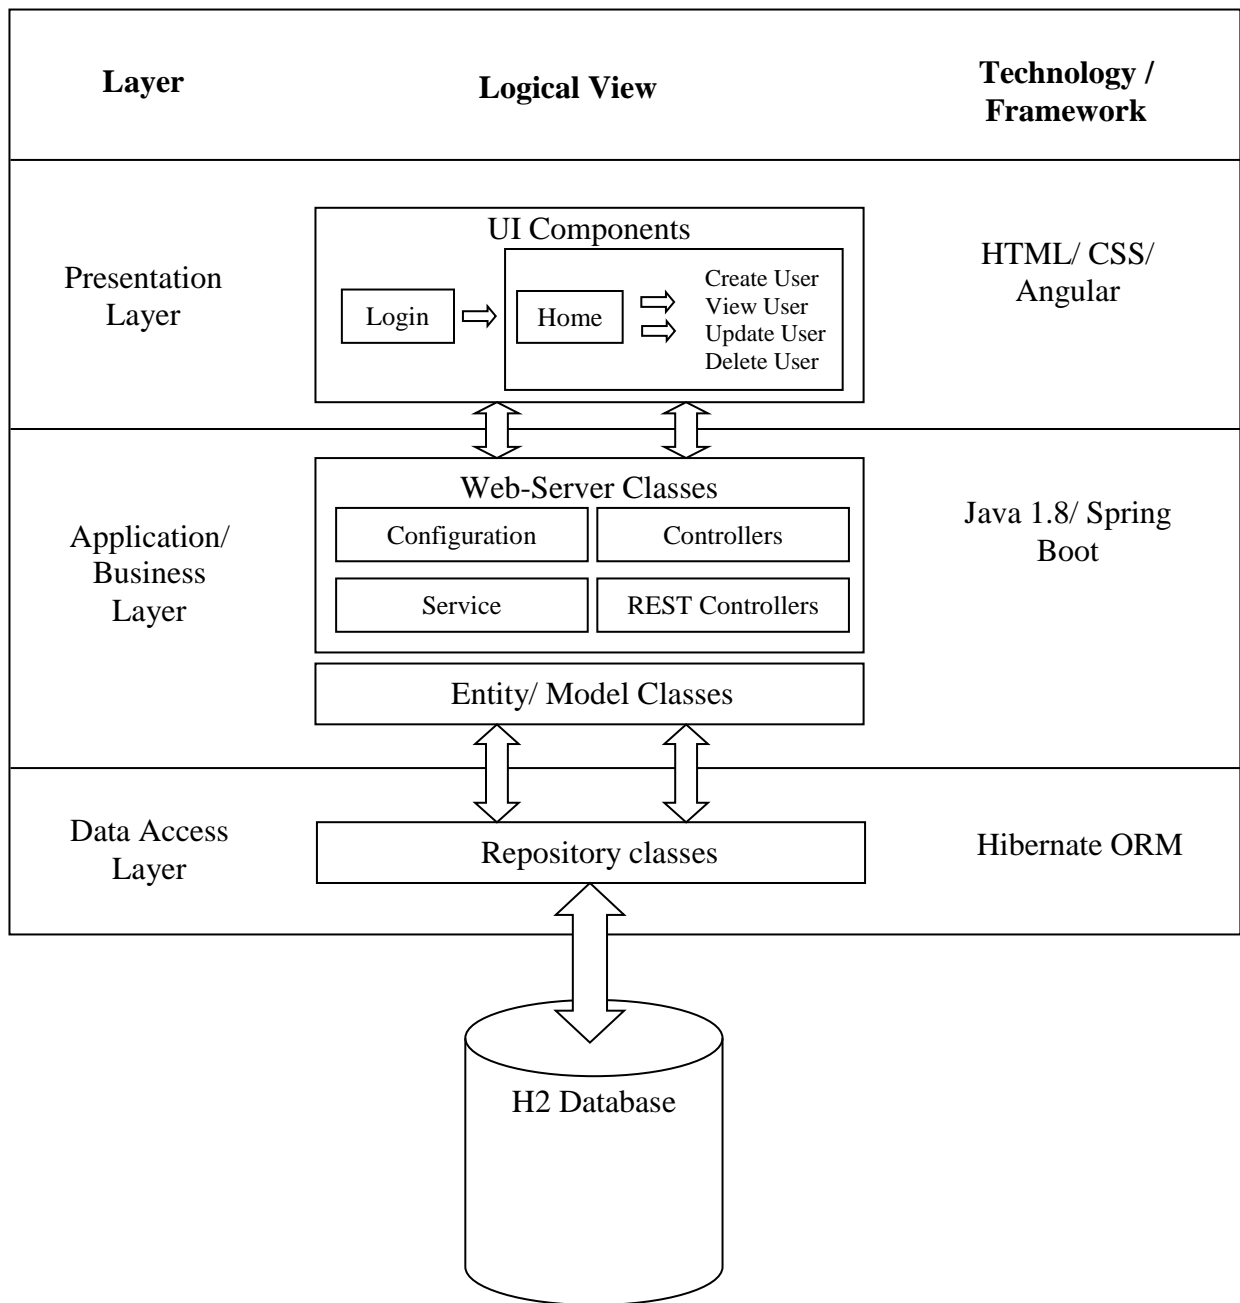 Layer
Logical View
Technology /
Framework
Presentation
Layer
UI Components
Login
Home
Create User
View User
Update User
Delete User
HTML/ CSS/
Angular
Application/
Business
Layer
Web-Server Classes
Configuration
Controllers
Service
REST Controllers
Entity/ Model Classes
Java 1.8/ Spring
Boot
Data Access
Layer
Repository classes
Hibernate ORM
H2 Database